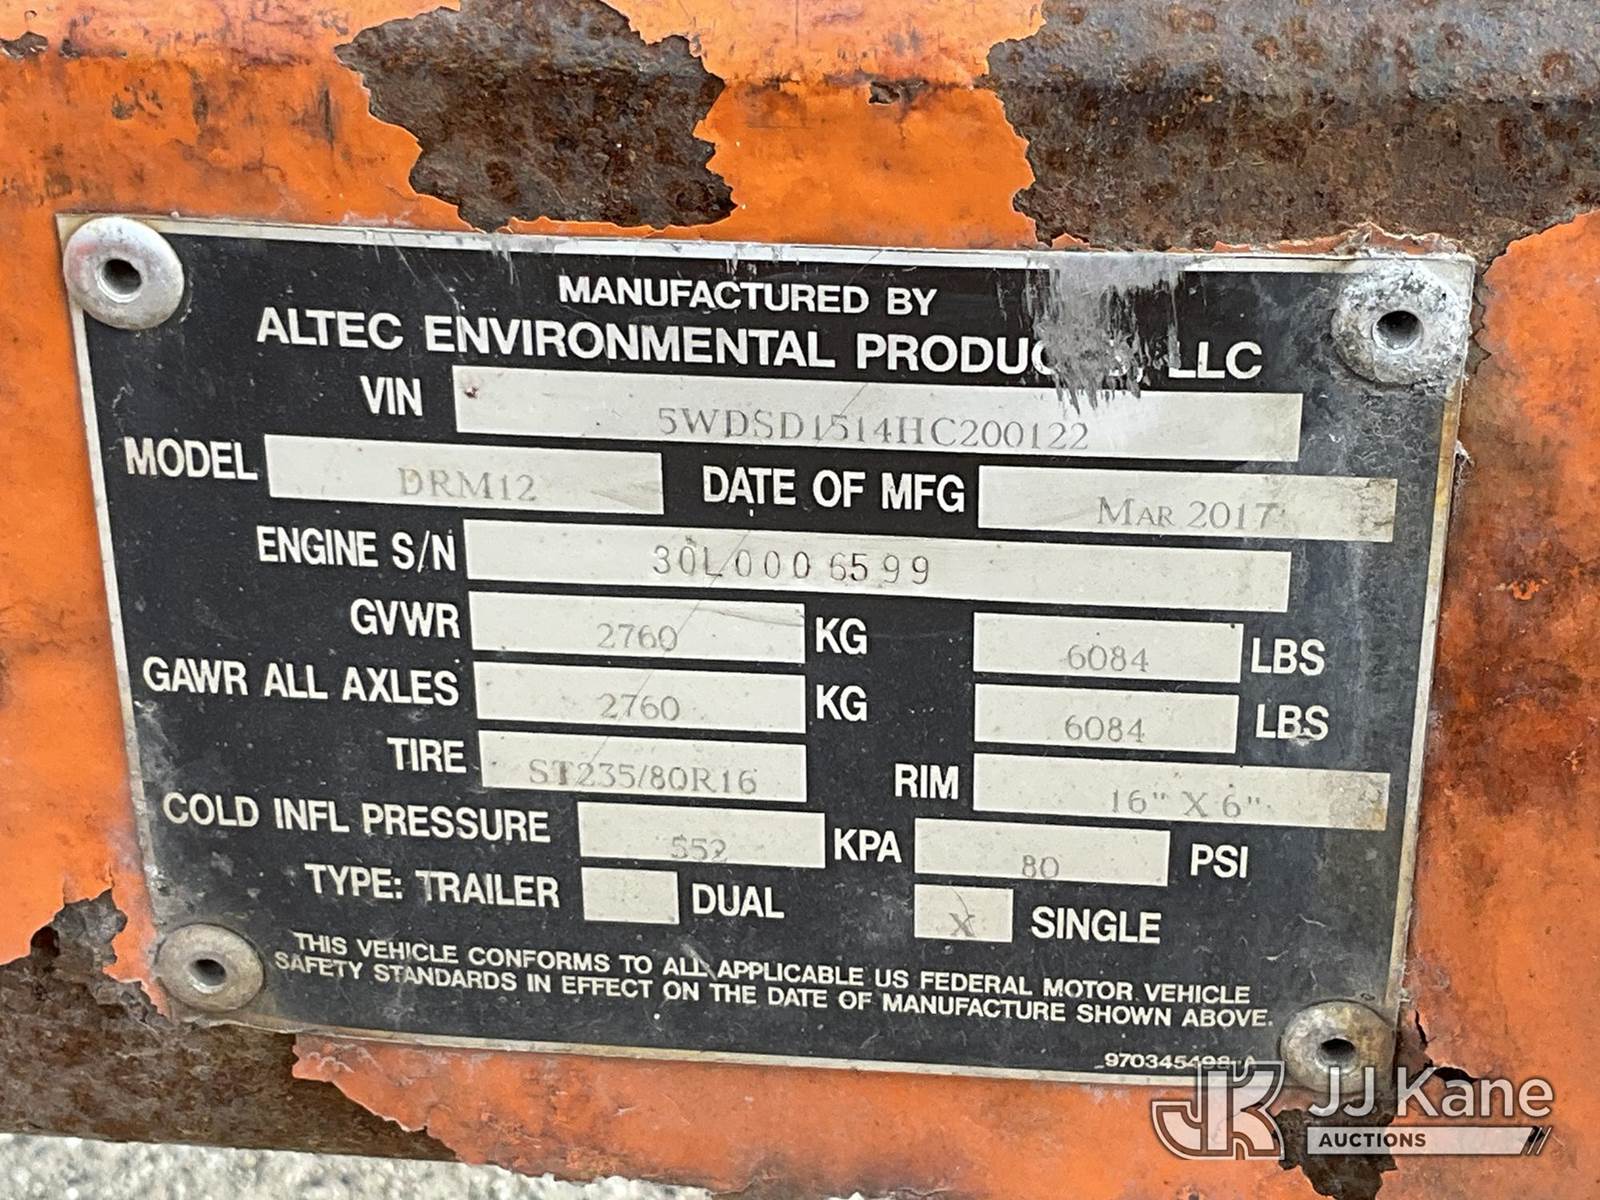 MANUFACTURED BY
ALTEC ENVIRONMENTAL LLC
VIN 5WDSD1514HC200122
MODEL DRM12 DATE OF MFG MAR 2017
ENGINE S/N 30L0006599
GVWR 2760 KG 6084 LBS
GAWR ALL AXLES 2760 KG 6084 LBS
TIRE ST235/80R16 RIM 16" X 6"
COLD INFL PRESSURE 552 KPA 80 PSI
TYPE: TRAILER DUAL X SINGLE
THIS VEHICLE CONFORMS TO ALL APPLICABLE US FEDERAL MOTOR VEHICLE
SAFETY STANDARDS IN EFFECT ON THE DATE OF MANUFACTURE SHOWN ABOVE.
JJ Kane
AUCTIONS